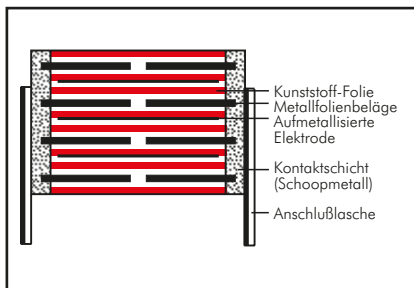 Kunststoff-Folie
Metallfolienbeläge
Aufmetallisierte
Elektrode
Kontaktschicht
(Schoopmetall)
Anschlußlasche